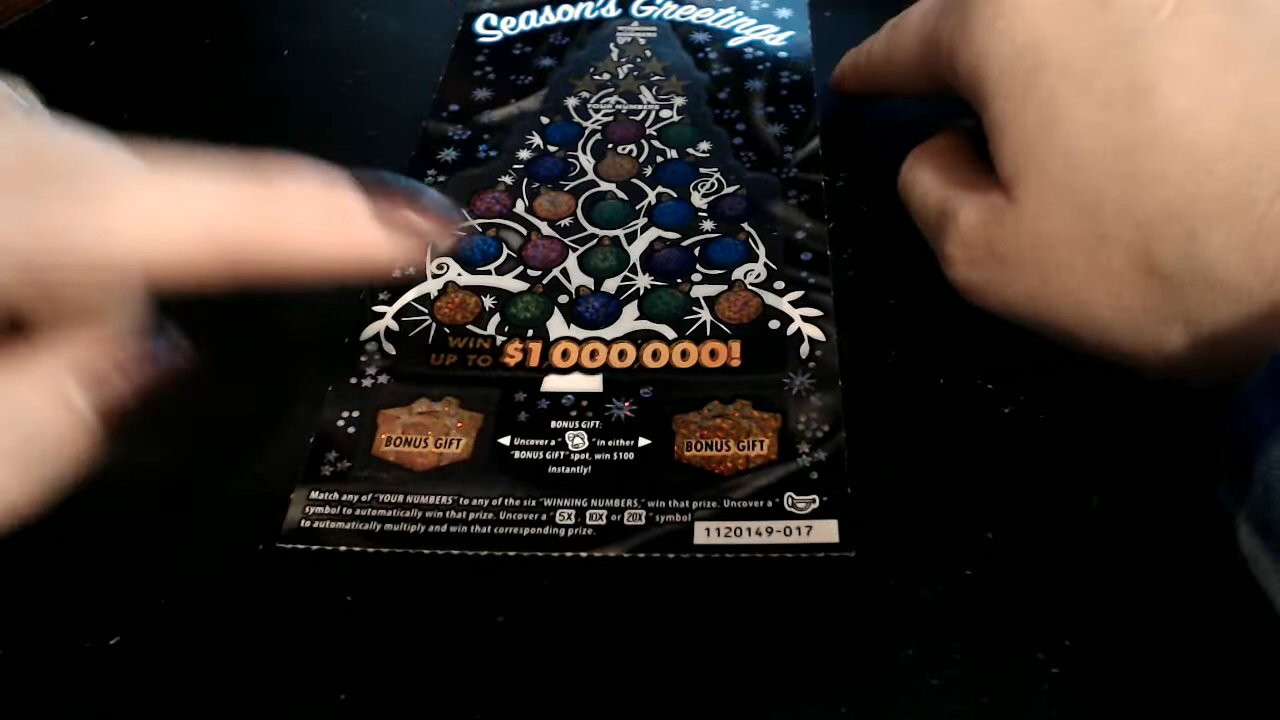 Season's Greetings
WINNING
NUMBERS
YOUR NUMBERS
WIN
UP TO $1,000,000!
BONUS GIFT
BONUS GIFT:
Uncover a " " in either
"BONUS GIFT" spot, win $100
instantly!
BONUS GIFT
Match any of "YOUR NUMBERS" to any of the six "WINNING NUMBERS," win that prize. Uncover a " "
symbol to automatically win that prize. Uncover a "5X", 10X or 20X" symbol
to automatically multiply and win that corresponding prize.
1120149-017